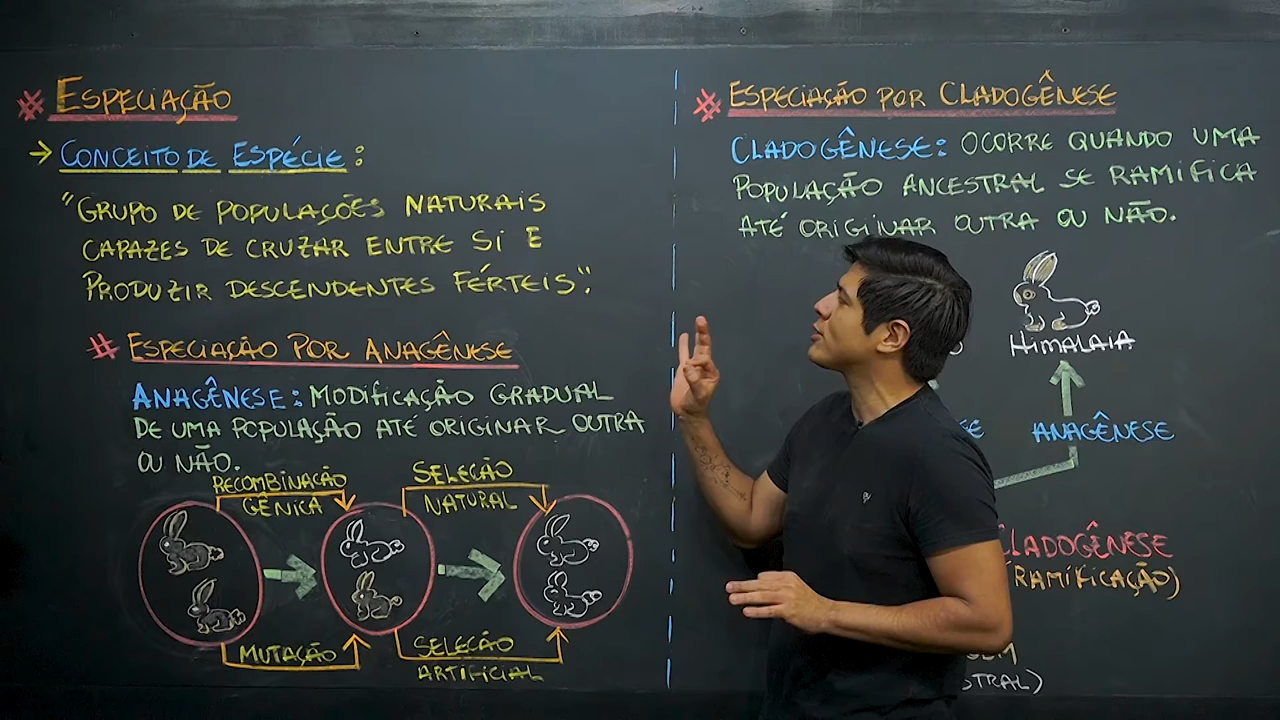 # ESPECIAÇÃO
→ CONCEITO DE ESPÉCIE:
"GRUPO DE POPULAÇÕES NATURAIS
CAPAZES DE CRUZAR ENTRE SI E
PRODUZIR DESCENDENTES FÉRTEIS".
# ESPECIAÇÃO POR ANAGÊNESE
ANAGÊNESE: MODIFICAÇÃO GRADUAL
DE UMA POPULAÇÃO ATÉ ORIGINAR OUTRA
OU NÃO.
RECOMBINAÇÃO
GÊNICA
SELEÇÃO
NATURAL
MUTAÇÃO
SELEÇÃO
ARTIFICIAL
# ESPECIAÇÃO POR CLADOGÊNESE
CLADOGÊNESE: OCORRE QUANDO UMA
POPULAÇÃO ANCESTRAL SE RAMIFICA
ATÉ ORIGINAR OUTRA OU NÃO.
HIMALAIA
ANAGÊNESE
CLADOGÊNESE
(RAMIFICAÇÃO)